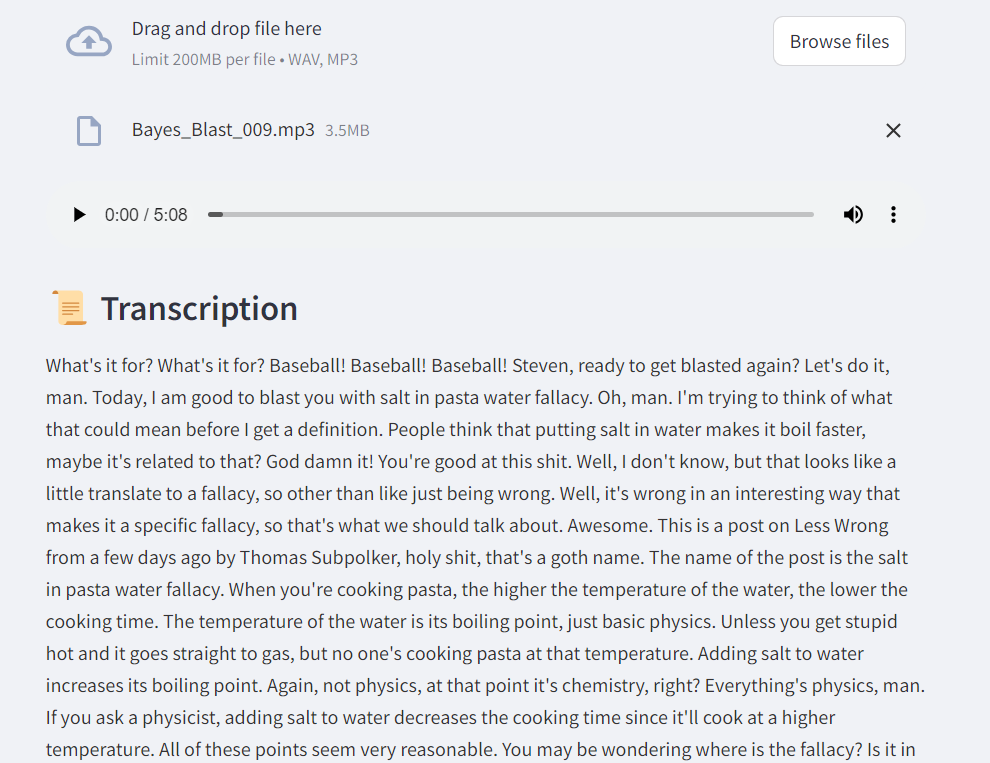 Drag and drop file here
Limit 200MB per file • WAV, MP3
Browse files
Bayes_Blast_009.mp3 3.5MB
0:00 / 5:08
Transcription
What's it for? What's it for? Baseball! Baseball! Baseball! Steven, ready to get blasted again? Let's do it,
man. Today, I am good to blast you with salt in pasta water fallacy. Oh, man. I'm trying to think of what
that could mean before I get a definition. People think that putting salt in water makes it boil faster,
maybe it's related to that? God damn it! You're good at this shit. Well, I don't know, but that looks like a
little translate to a fallacy, so other than like just being wrong. Well, it's wrong in an interesting way that
makes it a specific fallacy, so that's what we should talk about. Awesome. This is a post on Less Wrong
from a few days ago by Thomas Subpolker, holy shit, that's a goth name. The name of the post is the salt
in pasta water fallacy. When you're cooking pasta, the higher the temperature of the water, the lower the
cooking time. The temperature of the water is its boiling point, just basic physics. Unless you get stupid
hot and it goes straight to gas, but no one's cooking pasta at that temperature. Adding salt to water
increases its boiling point. Again, not physics, at that point it's chemistry, right? Everything's physics, man.
If you ask a physicist, adding salt to water decreases the cooking time since it'll cook at a higher
temperature. All of these points seem very reasonable. You may be wondering where is the fallacy? Is it in